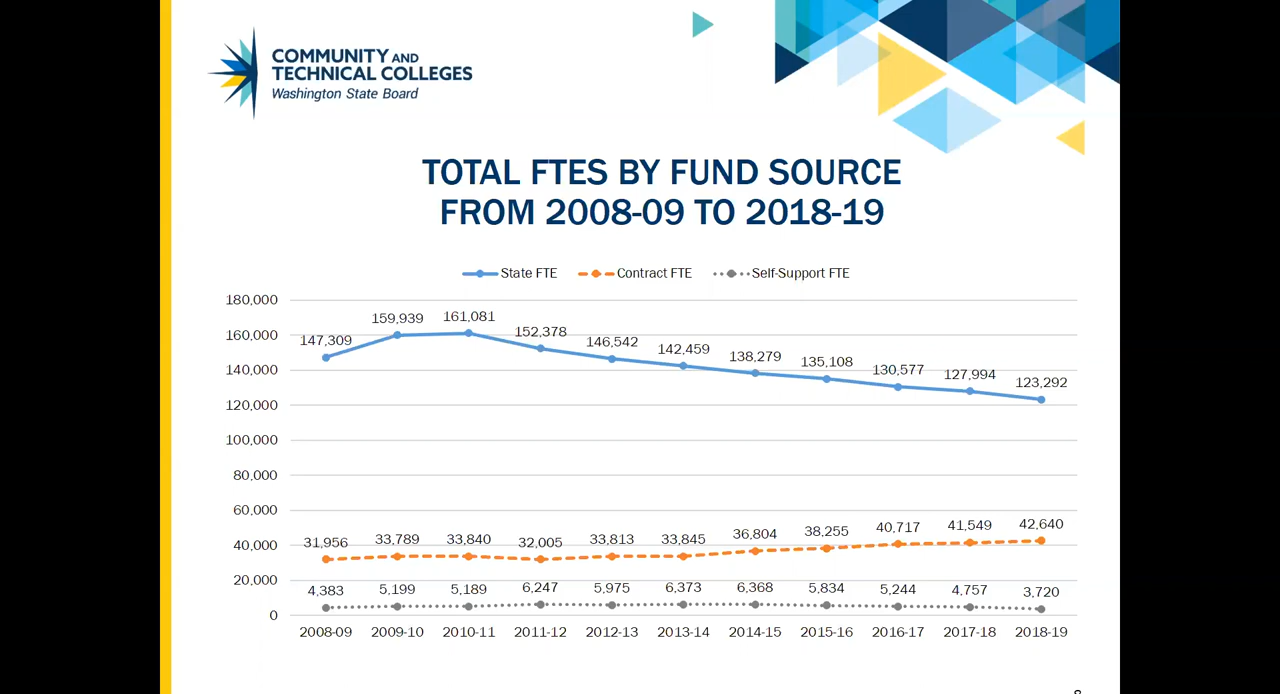 COMMUNITY AND
TECHNICAL COLLEGES
Washington State Board
TOTAL FTES BY FUND SOURCE
FROM 2008-09 TO 2018-19
State FTE Contract FTE Self-Support FTE
180,000
160,000
140,000
120,000
100,000
80,000
60,000
40,000
20,000
0
147,309 159,939 161,081 152,378 146,542 142,459 138,279 135,108 130,577 127,994 123,292
31,956 33,789 33,840 32,005 33,813 33,845 36,804 38,255 40,717 41,549 42,640
4,383 5,199 5,189 6,247 5,975 6,373 6,368 5,834 5,244 4,757 3,720
2008-09 2009-10 2010-11 2011-12 2012-13 2013-14 2014-15 2015-16 2016-17 2017-18 2018-19